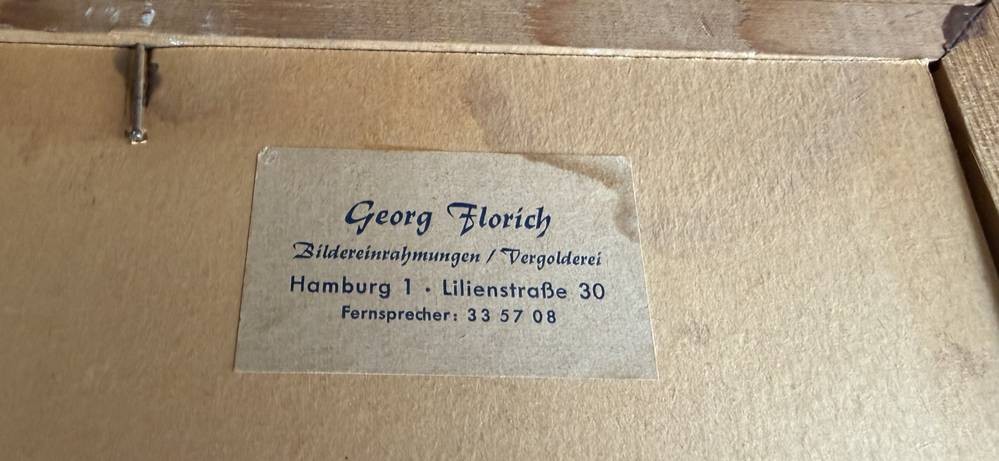 Georg Florich
Bildereinrahmungen / Vergolderei
Hamburg 1 · Lilienstraße 30
Fernsprecher: 33 57 08